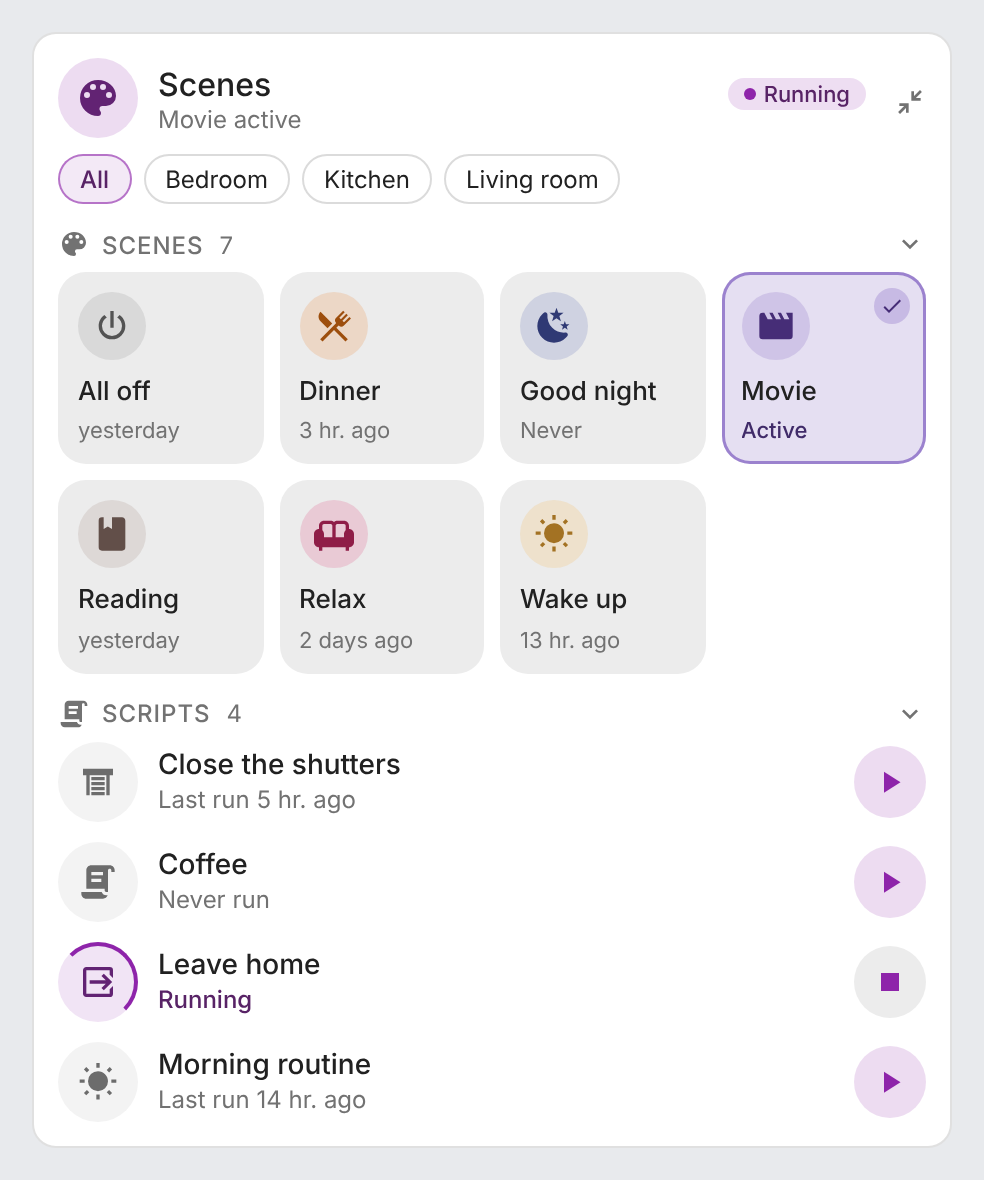 Scenes
Movie active
Running
All
Bedroom
Kitchen
Living room
SCENES 7
All off
yesterday
Dinner
3 hr. ago
Good night
Never
Movie
Active
Reading
yesterday
Relax
2 days ago
Wake up
13 hr. ago
SCRIPTS 4
Close the shutters
Last run 5 hr. ago
Coffee
Never run
Leave home
Running
Morning routine
Last run 14 hr. ago